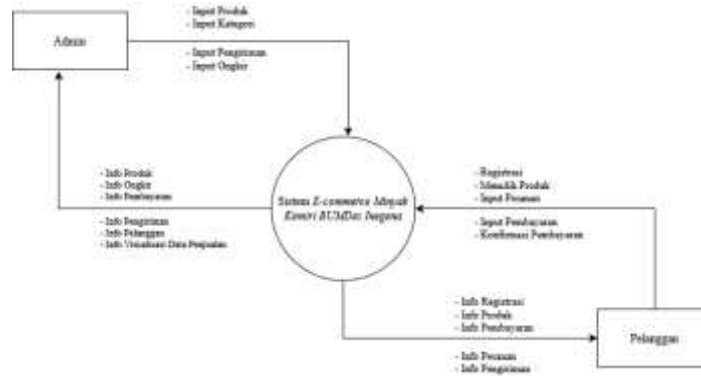 - Input Produk
- Input Kategori
Admin
- Input Pengiriman
- Input Ongkir
- Info Produk
- Info Ongkir
- Info Pembayaran
- Registrasi
- Memilih Produk
- Input Pesanan
Sistem E-commerce Minyak
Kemiri BUMDes
- Info Pengiriman
- Info Pelanggan
- Info Visualisasi Data Penjualan
- Input Pembayaran
- Konfirmasi Pembayaran
- Info Registrasi
- Info Produk
- Info Pembayaran
Pelanggan
- Info Pesanan
- Info Pengiriman